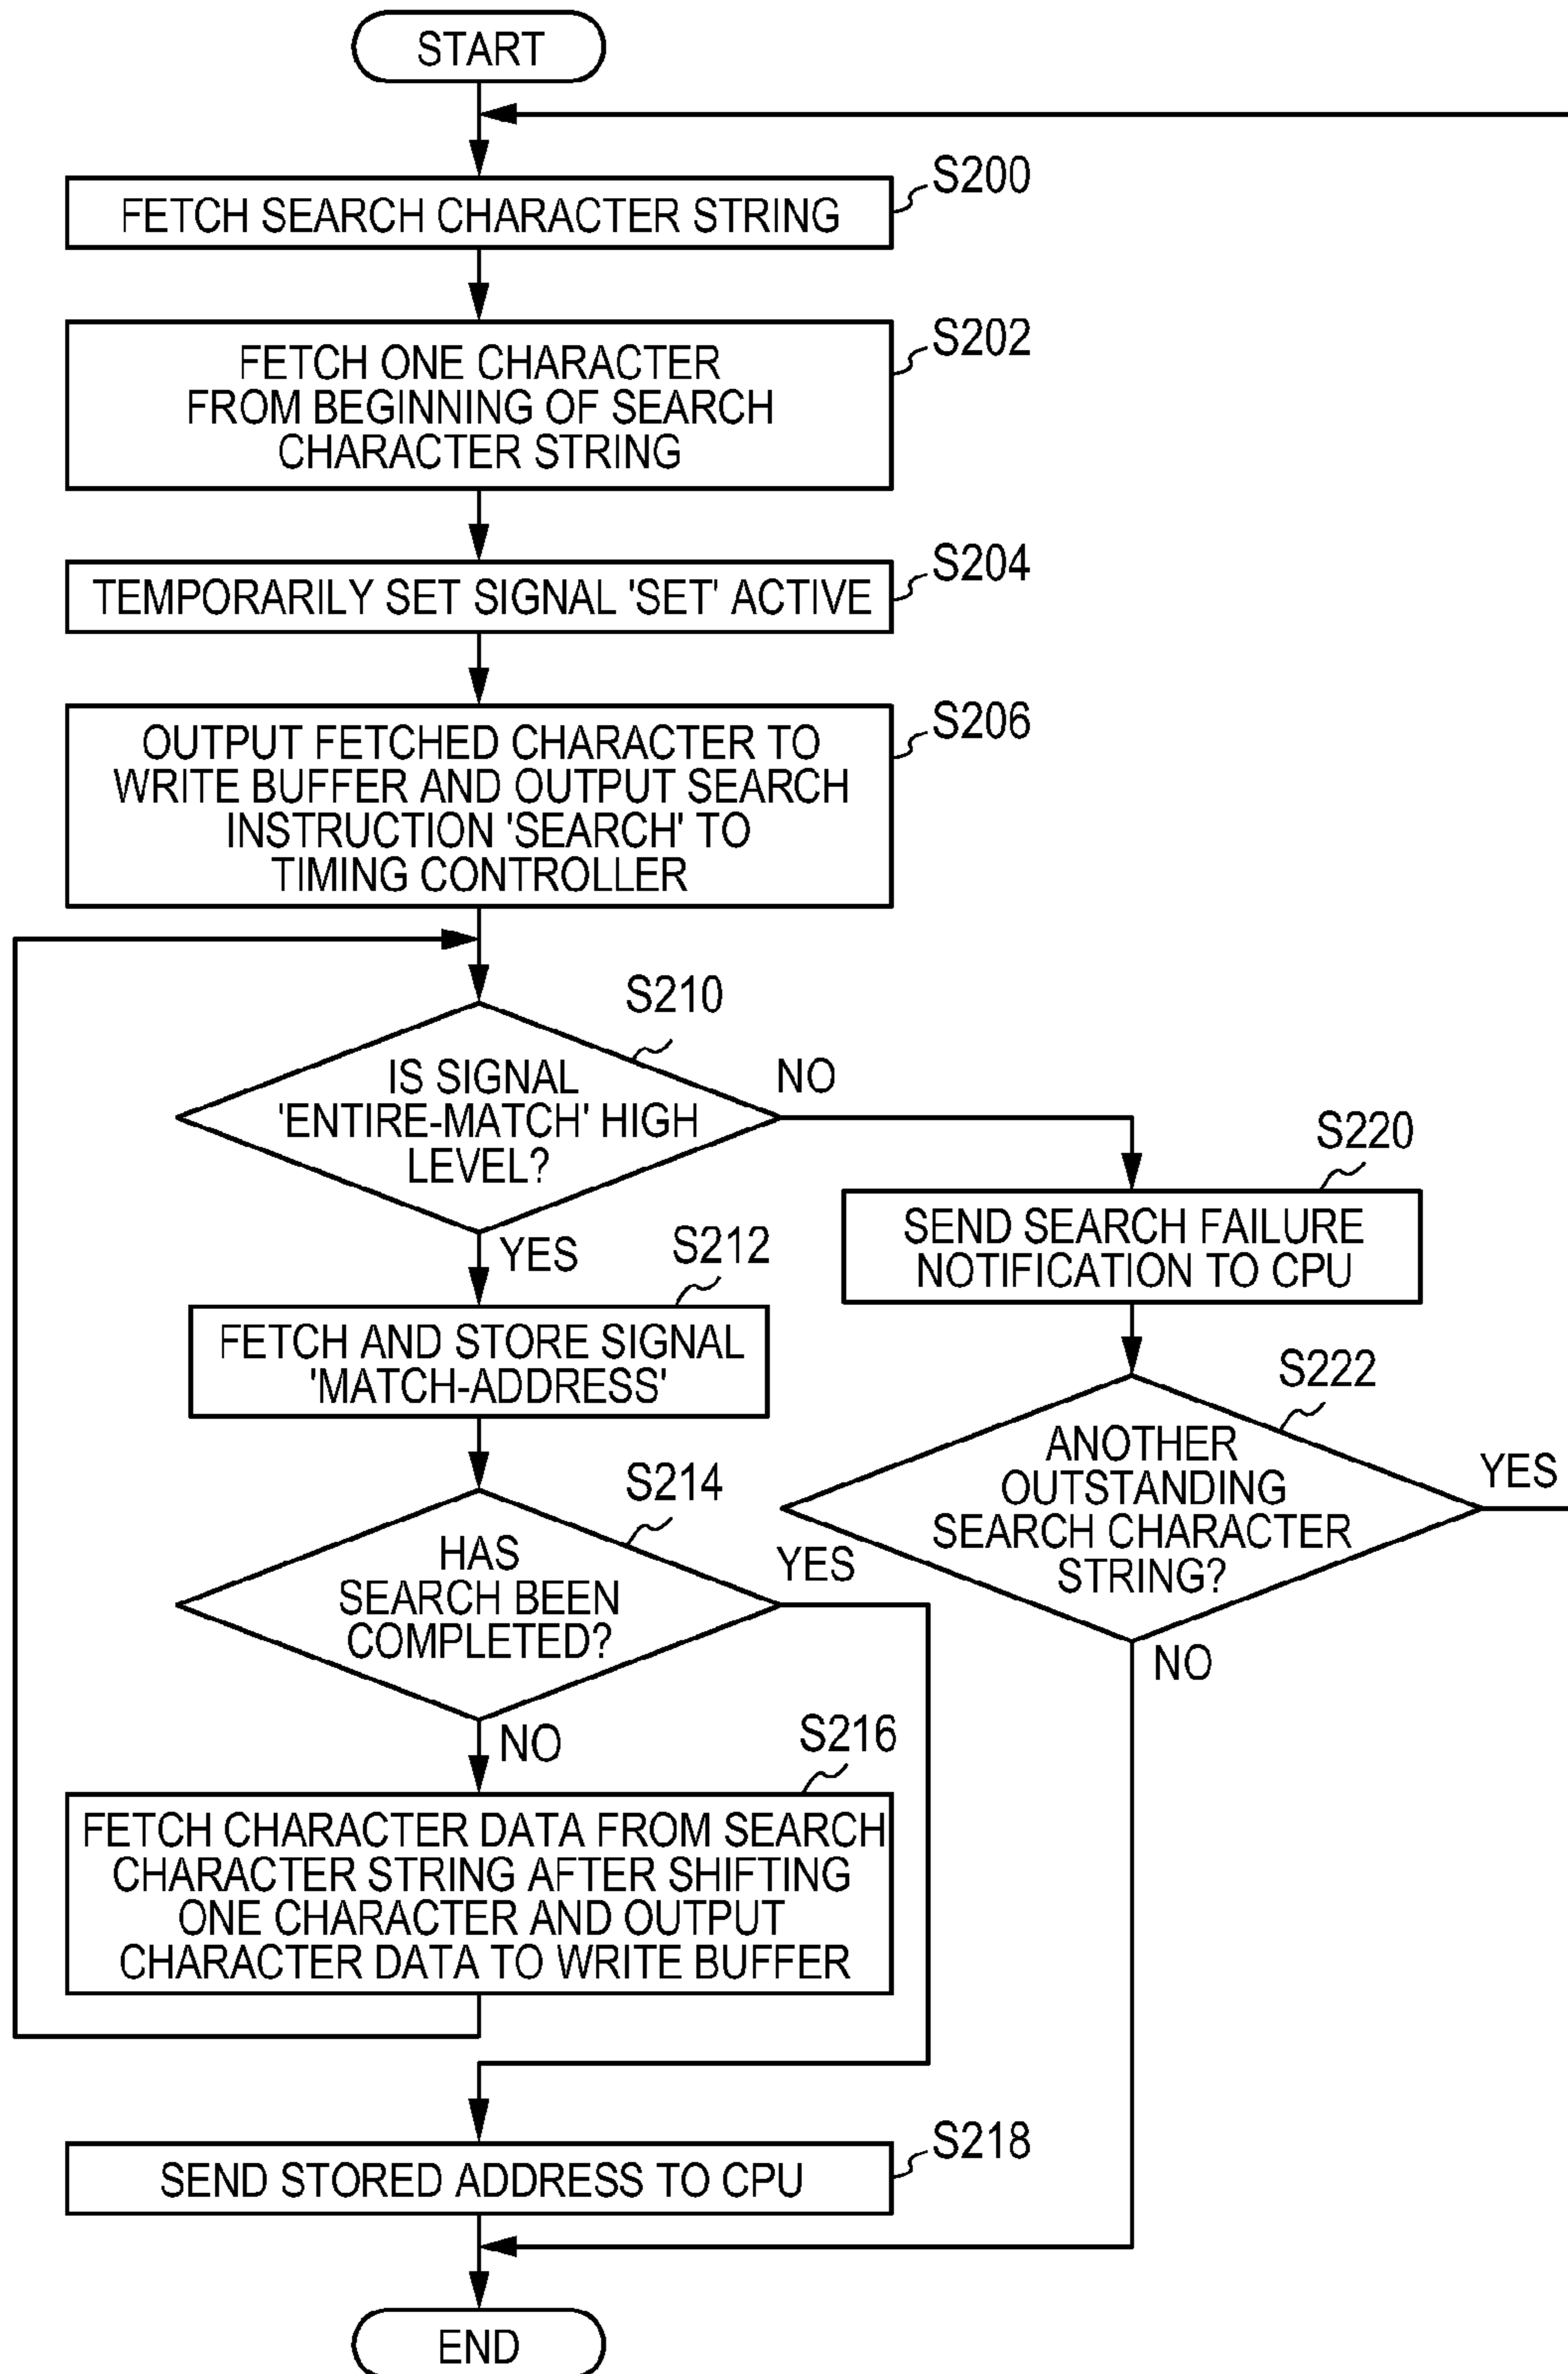 START
S200
FETCH SEARCH CHARACTER STRING
S202
FETCH ONE CHARACTER
FROM BEGINNING OF SEARCH
CHARACTER STRING
S204
TEMPORARILY SET SIGNAL 'SET' ACTIVE
S206
OUTPUT FETCHED CHARACTER TO
WRITE BUFFER AND OUTPUT SEARCH
INSTRUCTION 'SEARCH' TO
TIMING CONTROLLER
S210
IS SIGNAL
'ENTIRE-MATCH' HIGH
LEVEL?
NO
YES
S220
SEND SEARCH FAILURE
NOTIFICATION TO CPU
S212
FETCH AND STORE SIGNAL
'MATCH-ADDRESS'
S222
ANOTHER
OUTSTANDING
SEARCH CHARACTER
STRING?
YES
NO
S214
HAS
SEARCH BEEN
COMPLETED?
YES
NO
S216
FETCH CHARACTER DATA FROM SEARCH
CHARACTER STRING AFTER SHIFTING
ONE CHARACTER AND OUTPUT
CHARACTER DATA TO WRITE BUFFER
S218
SEND STORED ADDRESS TO CPU
END